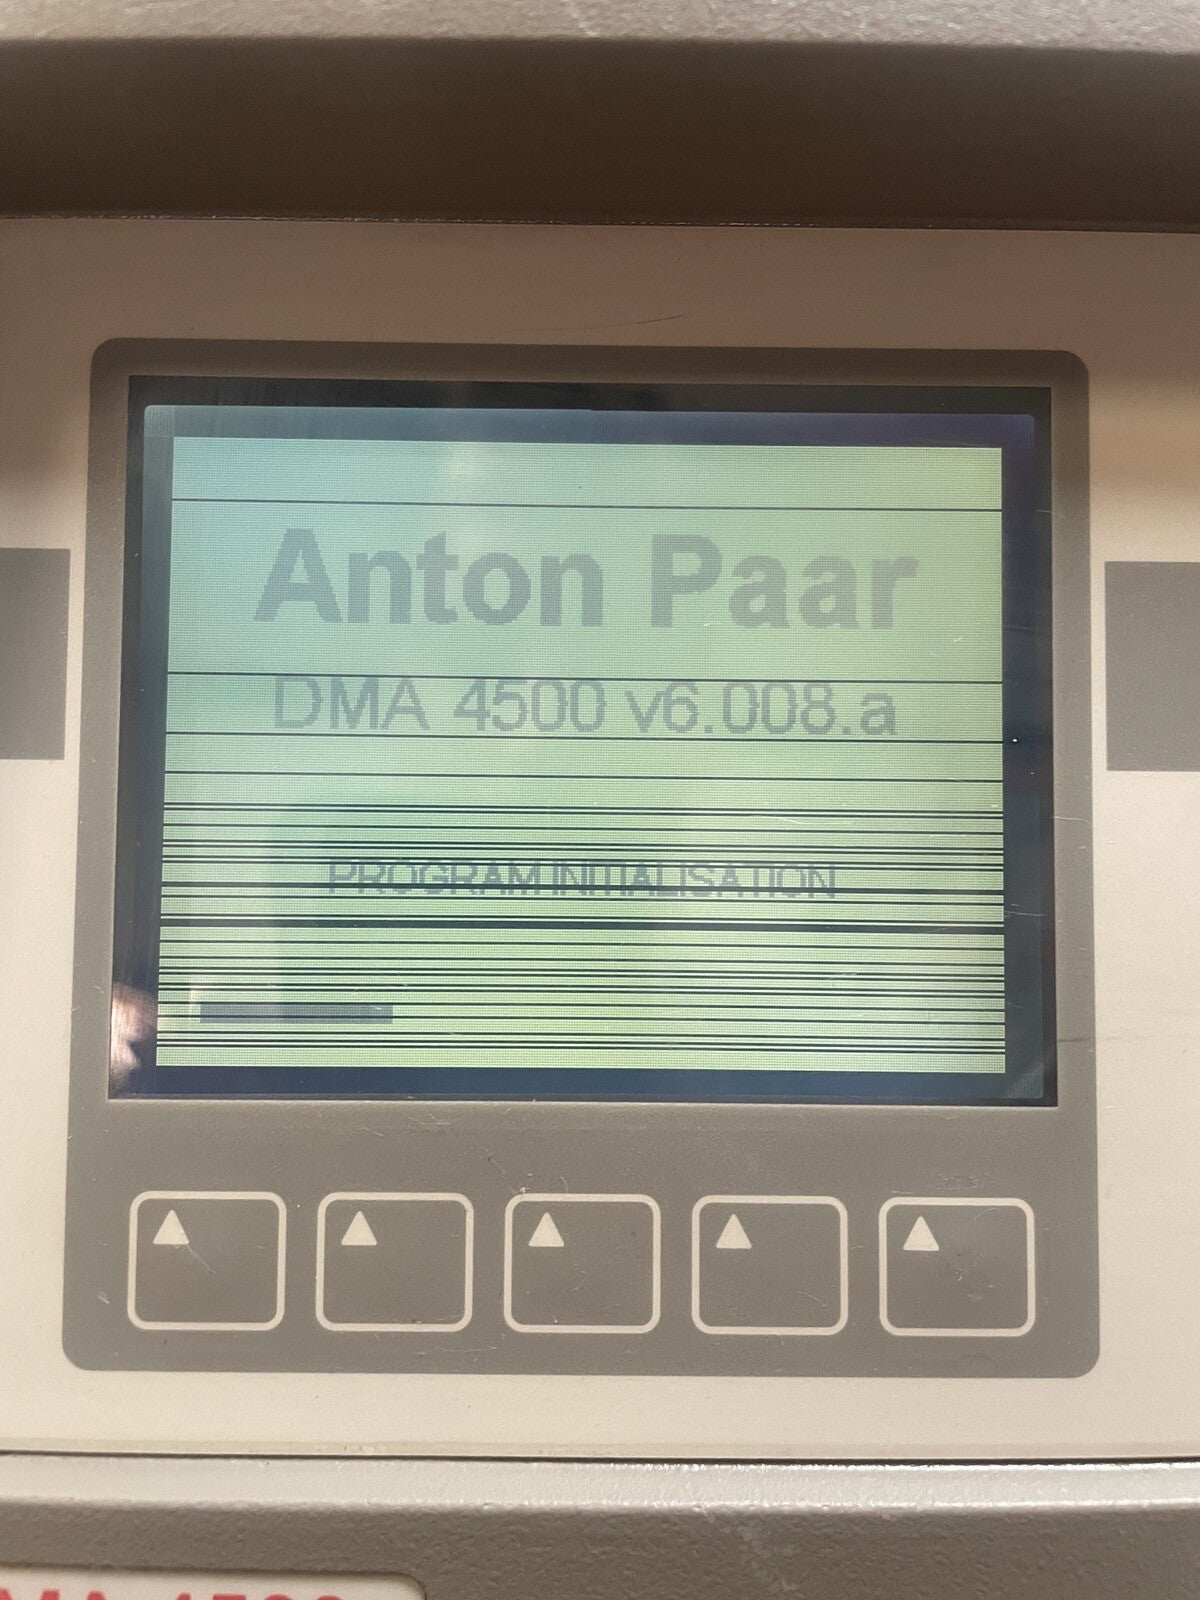 Anton Paar
DMA 4500 v6.008.a
PROGRAM INITIALISATION